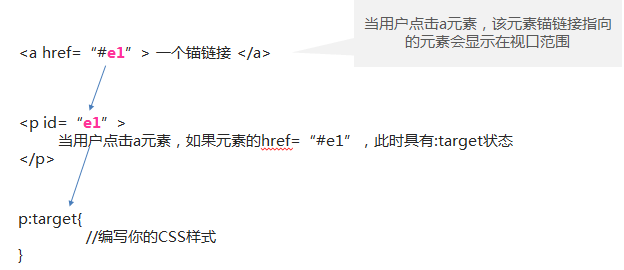 当用户点击a元素，该元素锚链接指向
的元素会显示在视口范围
<a href=“#e1”> 一个锚链接 </a>
<p id=“e1”>
当用户点击a元素，如果元素的href=“#e1”，此时具有:target状态
</p>
p:target{
//编写你的CSS样式
}